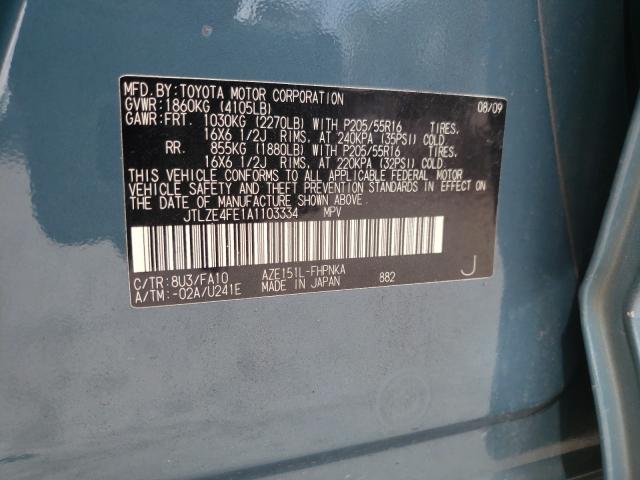 MFD. BY: TOYOTA MOTOR CORPORATION 08/09
GVWR: 1860KG (4105LB)
GAWR: FRT. 1030KG (2270LB) WITH P205/55R16 TIRES,
16X6 1/2J RIMS, AT 240KPA (35PSI) COLD.
RR. 855KG (1880LB) WITH P205/55R16 TIRES,
16X6 1/2J RIMS, AT 220KPA (32PSI) COLD.
THIS VEHICLE CONFORMS TO ALL APPLICABLE FEDERAL MOTOR
VEHICLE SAFETY AND THEFT PREVENTION STANDARDS IN EFFECT ON
THE DATE OF MANUFACTURE SHOWN ABOVE.
JTLZE4FE1A1103334 MPV
C/TR: 8U3/FA10 AZE151L-FHPNKA 882 J
A/TM: -02A/U241E MADE IN JAPAN